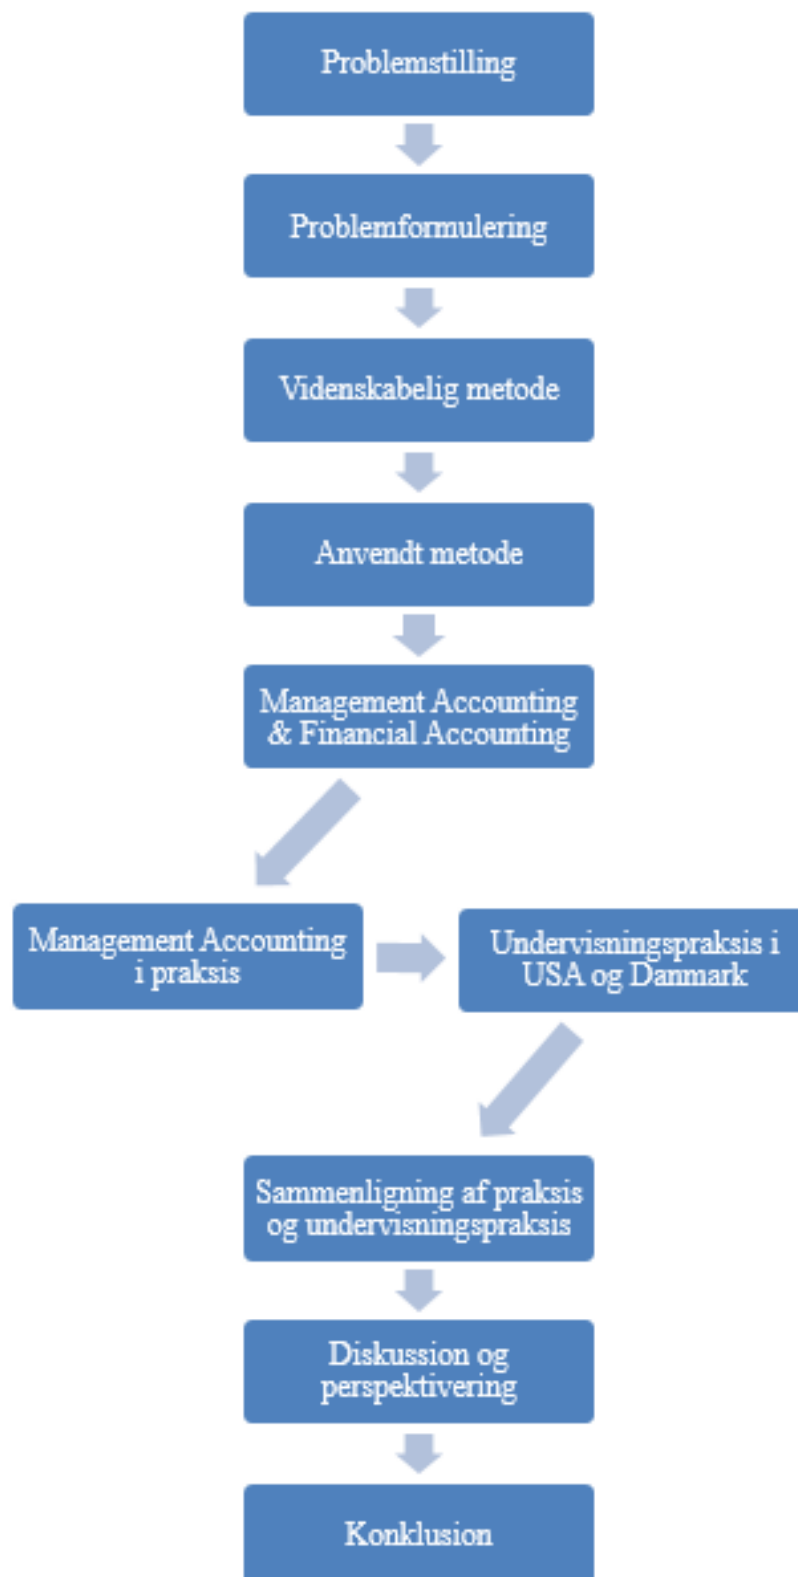 Problemstilling
Problemformulering
Videnskabelig metode
Anvendt metode
Management Accounting
& Financial Accounting
Management Accounting
i praksis
Undervisningspraksis i
USA og Danmark
Sammenligning af praksis
og undervisningspraksis
Diskussion og
perspektivering
Konklusion